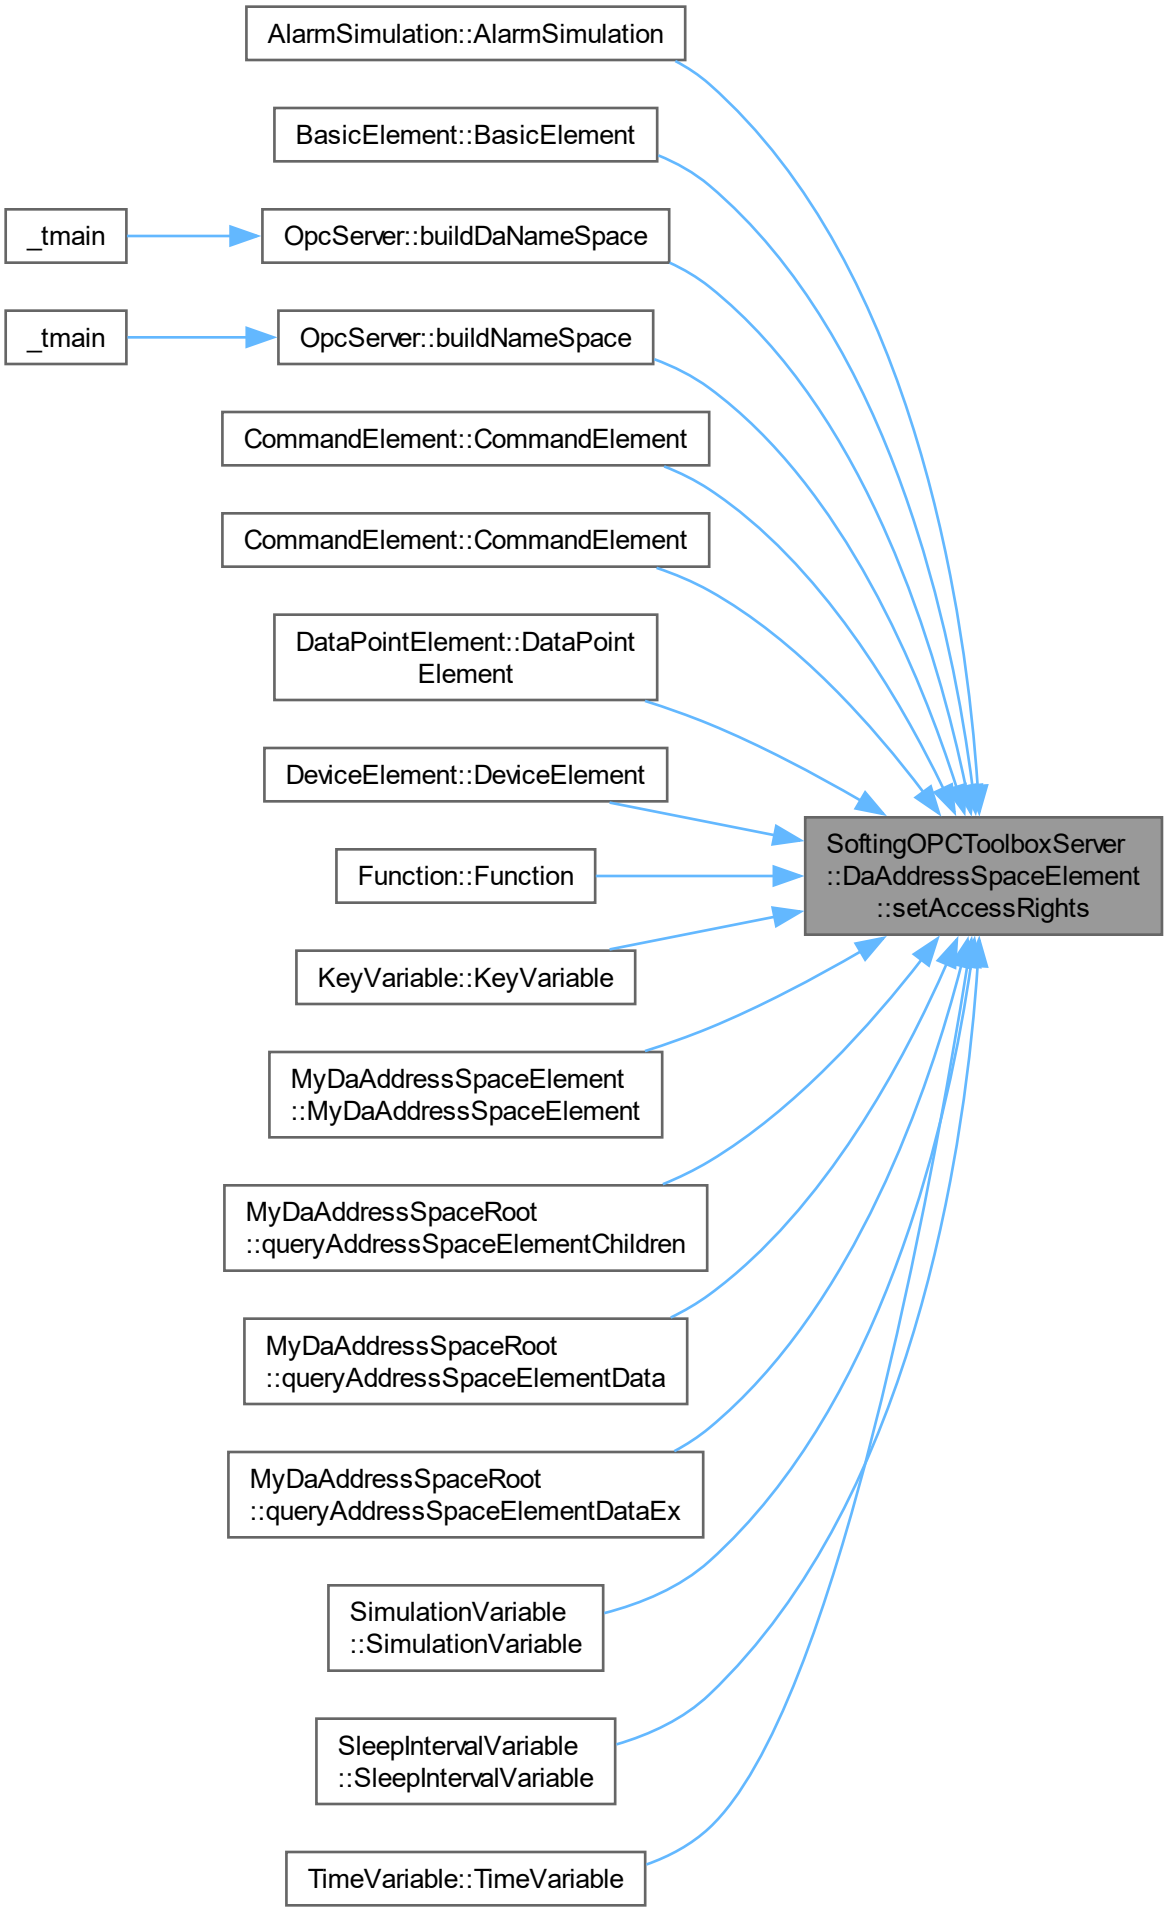 AlarmSimulation::AlarmSimulation
BasicElement::BasicElement
_tmain
OpcServer::buildDaNameSpace
_tmain
OpcServer::buildNameSpace
CommandElement::CommandElement
CommandElement::CommandElement
DataPointElement::DataPoint
Element
DeviceElement::DeviceElement
SoftingOPCToolboxServer
::DaAddressSpaceElement
::setAccessRights
Function::Function
KeyVariable::KeyVariable
MyDaAddressSpaceElement
::MyDaAddressSpaceElement
MyDaAddressSpaceRoot
::queryAddressSpaceElementChildren
MyDaAddressSpaceRoot
::queryAddressSpaceElementData
MyDaAddressSpaceRoot
::queryAddressSpaceElementDataEx
SimulationVariable
::SimulationVariable
SleepIntervalVariable
::SleepIntervalVariable
TimeVariable::TimeVariable